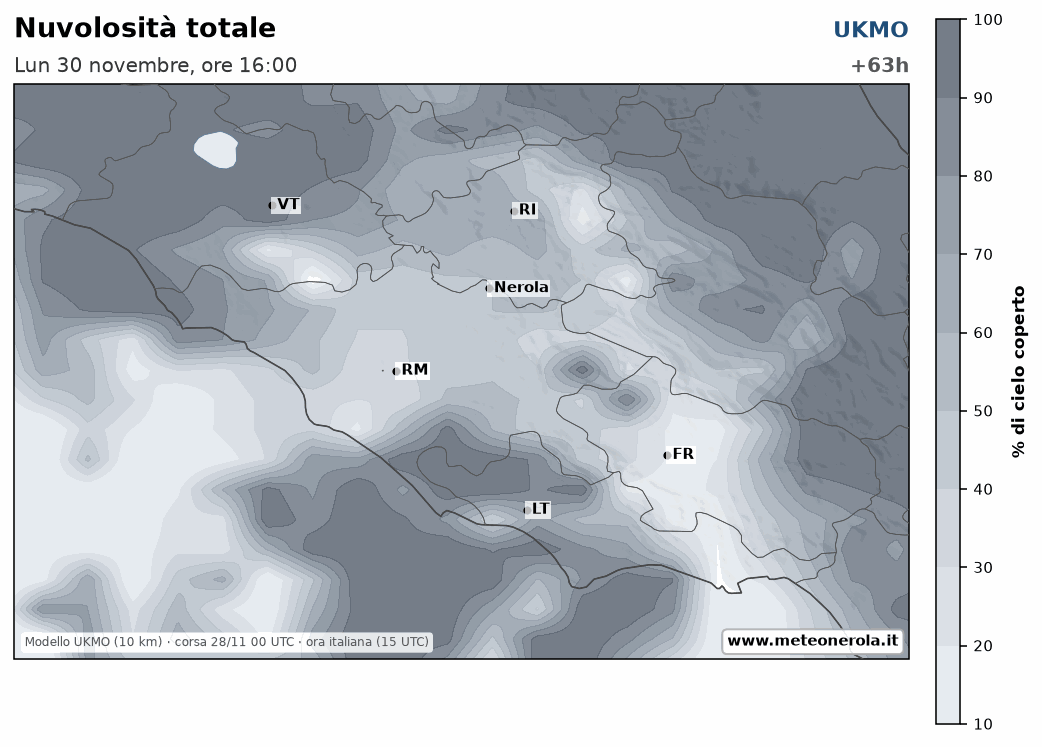 Nuvolosità totale
UKMO
Lun 30 novembre, ore 16:00
+63h
VT
RI
Nerola
RM
FR
LT
Modello UKMO (10 km) · corsa 28/11 00 UTC · ora italiana (15 UTC)
www.meteonerola.it
100
90
80
70
60
50
40
30
20
10
% di cielo coperto